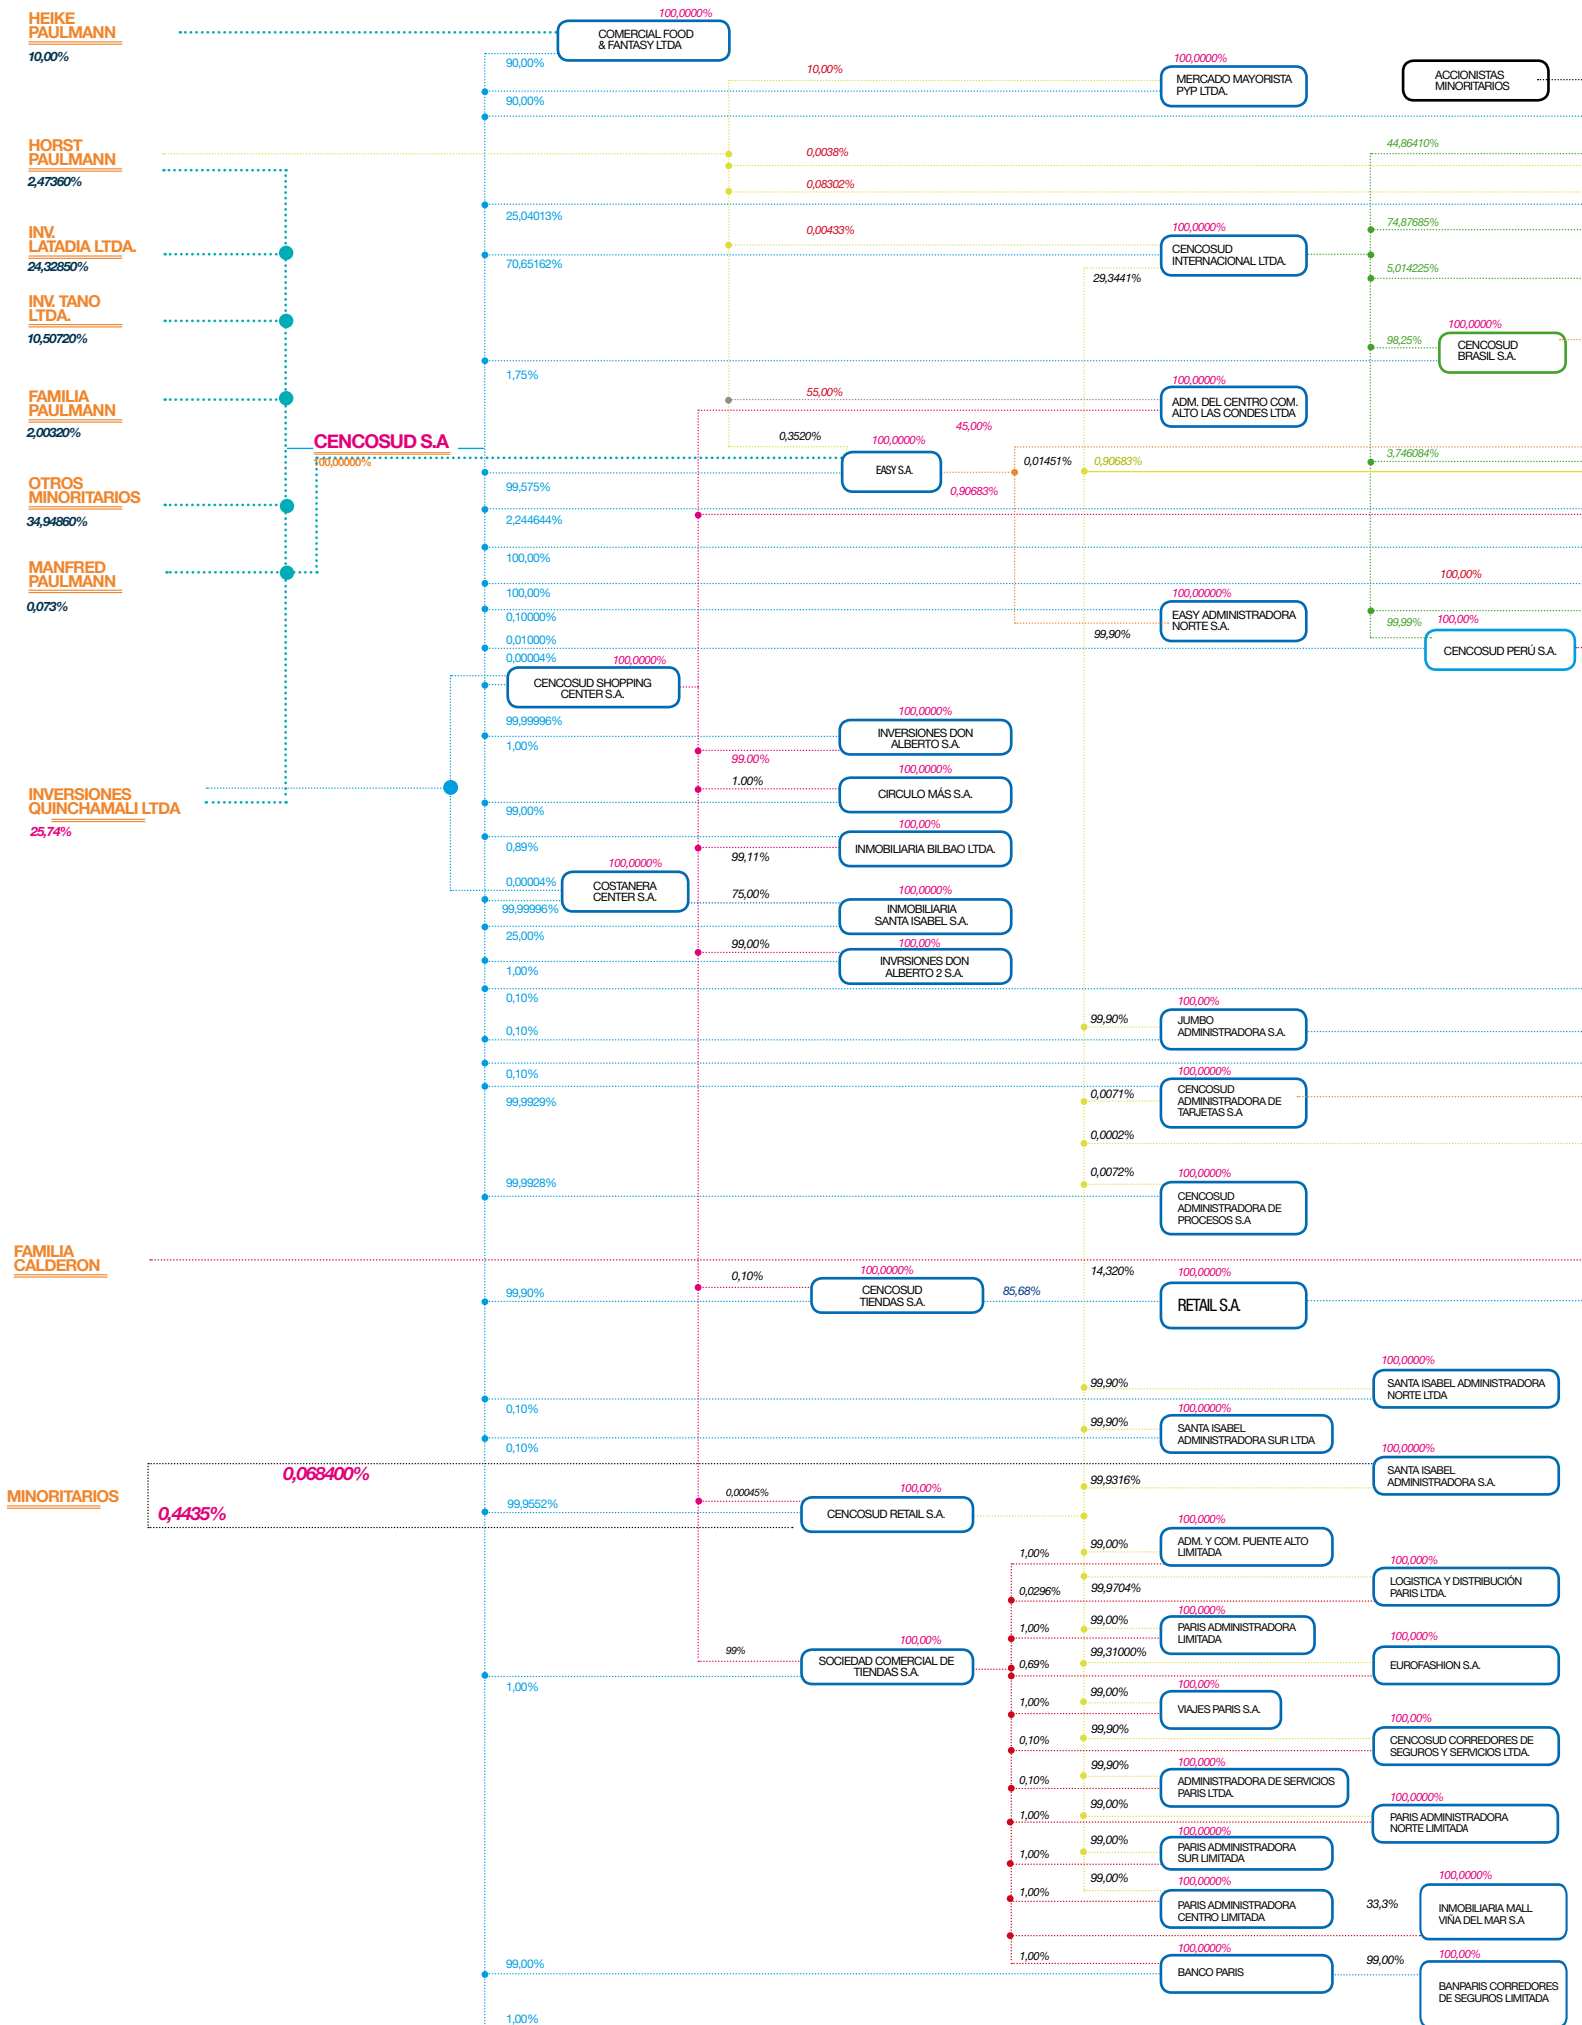 HEIKE
PAULMANN
10,00%
100,0000%
COMERCIAL FOOD
& FANTASY LTDA
90,00%
10,00%
100,0000%
MERCADO MAYORISTA
PYP LTDA.
90,00%
ACCIONISTAS
MINORITARIOS
HORST
PAULMANN
2,47360%
0,0038%
0,08302%
44,86410%
25,04013%
INV.
LATADIA LTDA.
24,32850%
0,00433%
70,65162%
100,0000%
CENCOSUD
INTERNACIONAL LTDA.
29,3441%
74,87685%
5,014225%
INV. TANO
LTDA.
10,50720%
1,75%
98,25%
100,0000%
CENCOSUD
BRASIL S.A.
FAMILIA
PAULMANN
2,00320%
55,00%
100,0000%
ADM. DEL CENTRO COM.
ALTO LAS CONDES LTDA
45,00%
CENCOSUD S.A
100,00000%
0,3520%
100,0000%
EASY S.A.
0,01451%
0,90683%
0,90683%
3,746084%
99,575%
OTROS
MINORITARIOS
34,94860%
2,244644%
100,00%
MANFRED
PAULMANN
0,073%
100,00%
100,00%
0,10000%
100,00000%
EASY ADMINISTRADORA
NORTE S.A.
99,90%
0,01000%
99,99%
100,00%
CENCOSUD PERÚ S.A.
0,00004%
100,0000%
CENCOSUD SHOPPING
CENTER S.A.
99,99996%
1,00%
100,0000%
INVERSIONES DON
ALBERTO S.A.
99.00%
100,0000%
1.00%
CIRCULO MÁS S.A.
99,00%
INVERSIONES
QUINCHAMALI LTDA
25,74%
100,00%
0,89%
99,11%
INMOBILIARIA BILBAO LTDA.
0,00004%
100,0000%
COSTANERA
CENTER S.A.
99,99996%
75,00%
100,0000%
INMOBILIARIA
SANTA ISABEL S.A.
25,00%
99,00%
100,00%
INVRSIONES DON
ALBERTO 2 S.A.
1,00%
0,10%
0,10%
99,90%
100,00%
JUMBO
ADMINISTRADORA S.A.
0,10%
100,0000%
99,9929%
0,0071%
CENCOSUD
ADMINISTRADORA DE
TARJETAS S.A
0,0002%
0,0072%
100,0000%
99,9928%
CENCOSUD
ADMINISTRADORA DE
PROCESOS S.A
FAMILIA
CALDERON
14,320%
0,10%
100,0000%
99,90%
CENCOSUD
TIENDAS S.A.
85,68%
100,0000%
RETAIL S.A.
100,0000%
99,90%
SANTA ISABEL ADMINISTRADORA
NORTE LTDA
0,10%
100,0000%
99,90%
SANTA ISABEL
ADMINISTRADORA SUR LTDA
0,10%
100,0000%
SANTA ISABEL
ADMINISTRADORA S.A.
99,9316%
0,068400%
MINORITARIOS
0,4435%
99,9552%
0,00045%
100,00%
CENCOSUD RETAIL S.A.
100,000%
99,00%
1,00%
ADM. Y COM. PUENTE ALTO
LIMITADA
100,000%
0,0296%
99,9704%
LOGISTICA Y DISTRIBUCIÓN
PARIS LTDA.
100,000%
1,00%
99,00%
PARIS ADMINISTRADORA
LIMITADA
99%
100,00%
SOCIEDAD COMERCIAL DE
TIENDAS S.A.
1,00%
0,69%
99,31000%
100,000%
EUROFASHION S.A.
100,00%
1,00%
99,00%
VIAJES PARIS S.A.
100,00%
0,10%
99,90%
CENCOSUD CORREDORES DE
SEGUROS Y SERVICIOS LTDA.
100,000%
0,10%
99,90%
ADMINISTRADORA DE SERVICIOS
PARIS LTDA.
100,0000%
1,00%
99,00%
PARIS ADMINISTRADORA
NORTE LIMITADA
100,0000%
1,00%
99,00%
PARIS ADMINISTRADORA
SUR LIMITADA
100,0000%
1,00%
99,00%
PARIS ADMINISTRADORA
CENTRO LIMITADA
33,3%
100,0000%
INMOBILIARIA MALL
VIÑA DEL MAR S.A
99,00%
1,00%
100,0000%
BANCO PARIS
99,00%
100,00%
BANPARIS CORREDORES
DE SEGUROS LIMITADA
1,00%